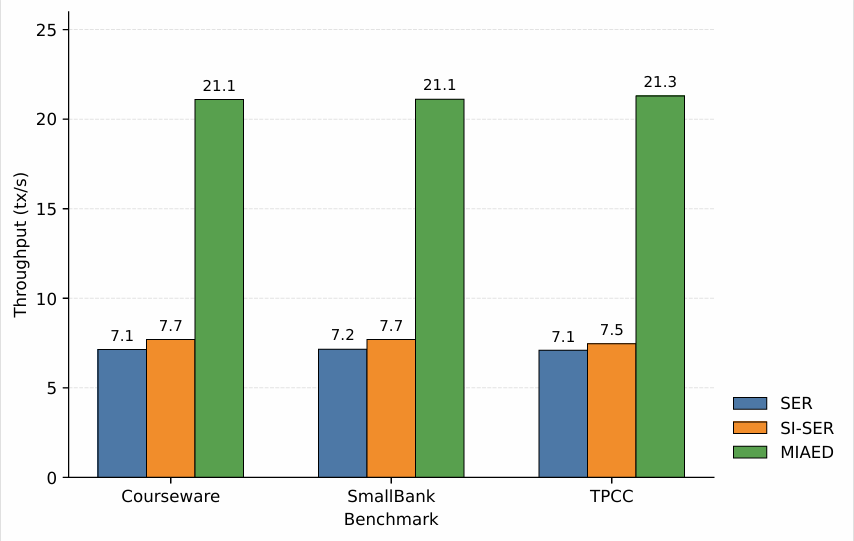 25
20
15
10
5
0
Throughput (tx/s)
7.1
7.7
21.1
7.2
7.7
21.1
7.1
7.5
21.3
Courseware
SmallBank
TPCC
Benchmark
SER
SI-SER
MIAED